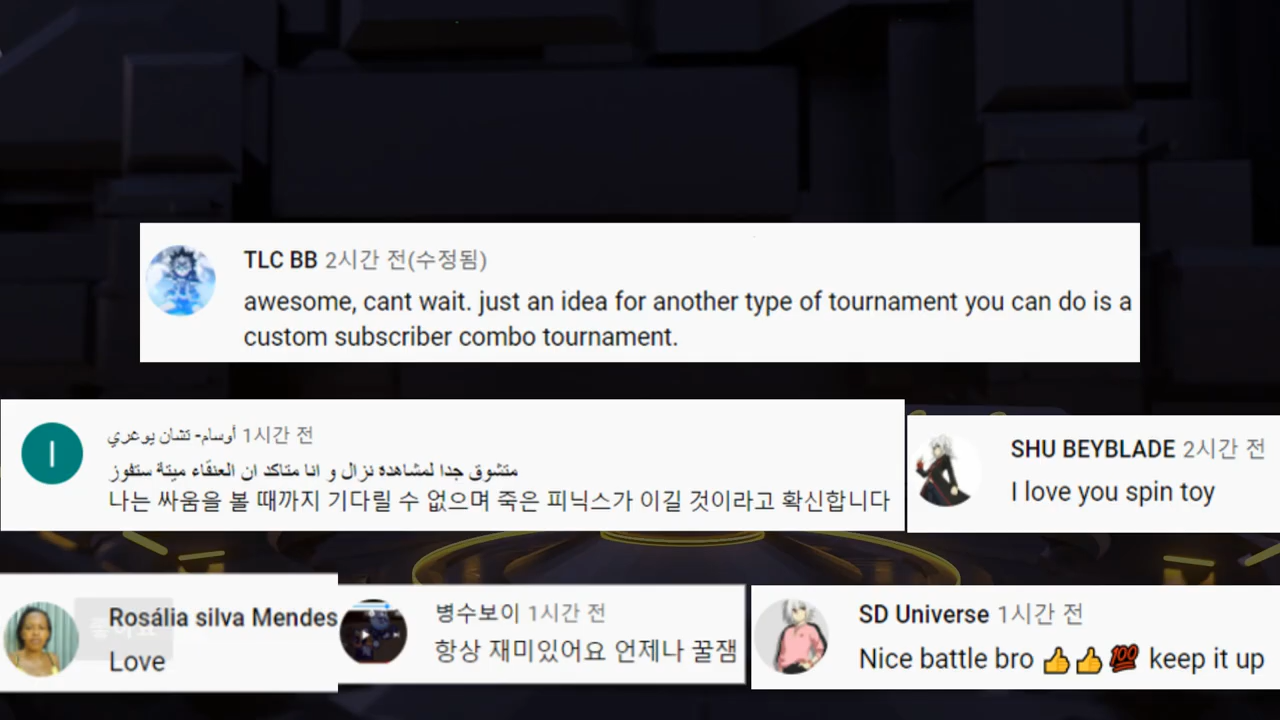 TLC BB 2시간 전(수정됨)
awesome, cant wait. just an idea for another type of tournament you can do is a
custom subscriber combo tournament.
أوسام- تشان يوغري 1시간 전
متشوق جدا لمشاهدة نزال و انا متاكد ان العنقاء ميتة ستفوز
나는 싸움을 볼 때까지 기다릴 수 없으며 죽은 피닉스가 이길 것이라고 확신합니다
SHU BEYBLADE 2시간 전
I love you spin toy
Rosália silva Mendes
Love
병수보이 1시간 전
항상 재미있어요 언제나 꿀잼
SD Universe 1시간 전
Nice battle bro 👍👍💯 keep it up